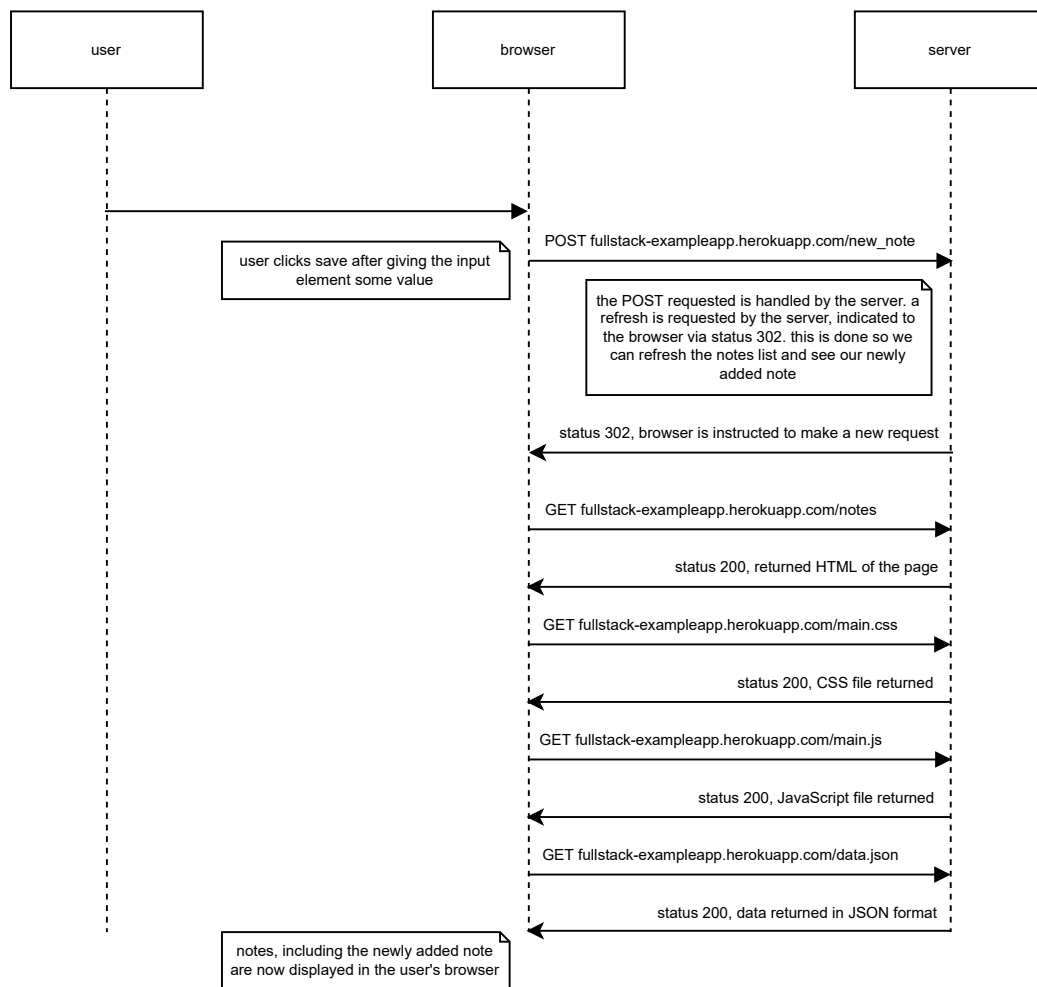 user
browser
server
POST fullstack-exampleapp.herokuapp.com/new_note
user clicks save after giving the input
element some value
the POST requested is handled by the server. a
refresh is requested by the server, indicated to
the browser via status 302. this is done so we
can refresh the notes list and see our newly
added note
status 302, browser is instructed to make a new request
GET fullstack-exampleapp.herokuapp.com/notes
status 200, returned HTML of the page
GET fullstack-exampleapp.herokuapp.com/main.css
status 200, CSS file returned
GET fullstack-exampleapp.herokuapp.com/main.js
status 200, JavaScript file returned
GET fullstack-exampleapp.herokuapp.com/data.json
status 200, data returned in JSON format
notes, including the newly added note
are now displayed in the user's browser